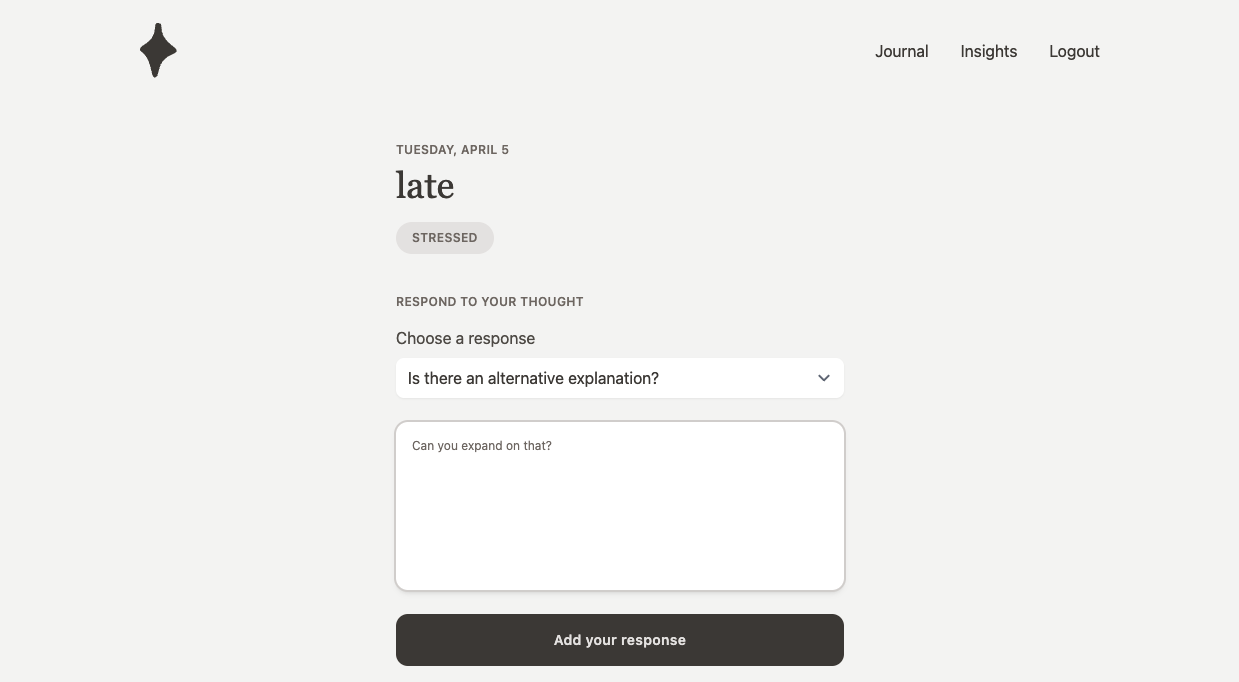 Journal Insights Logout
TUESDAY, APRIL 5
late
STRESSED
RESPOND TO YOUR THOUGHT
Choose a response
Is there an alternative explanation?
Can you expand on that?
Add your response